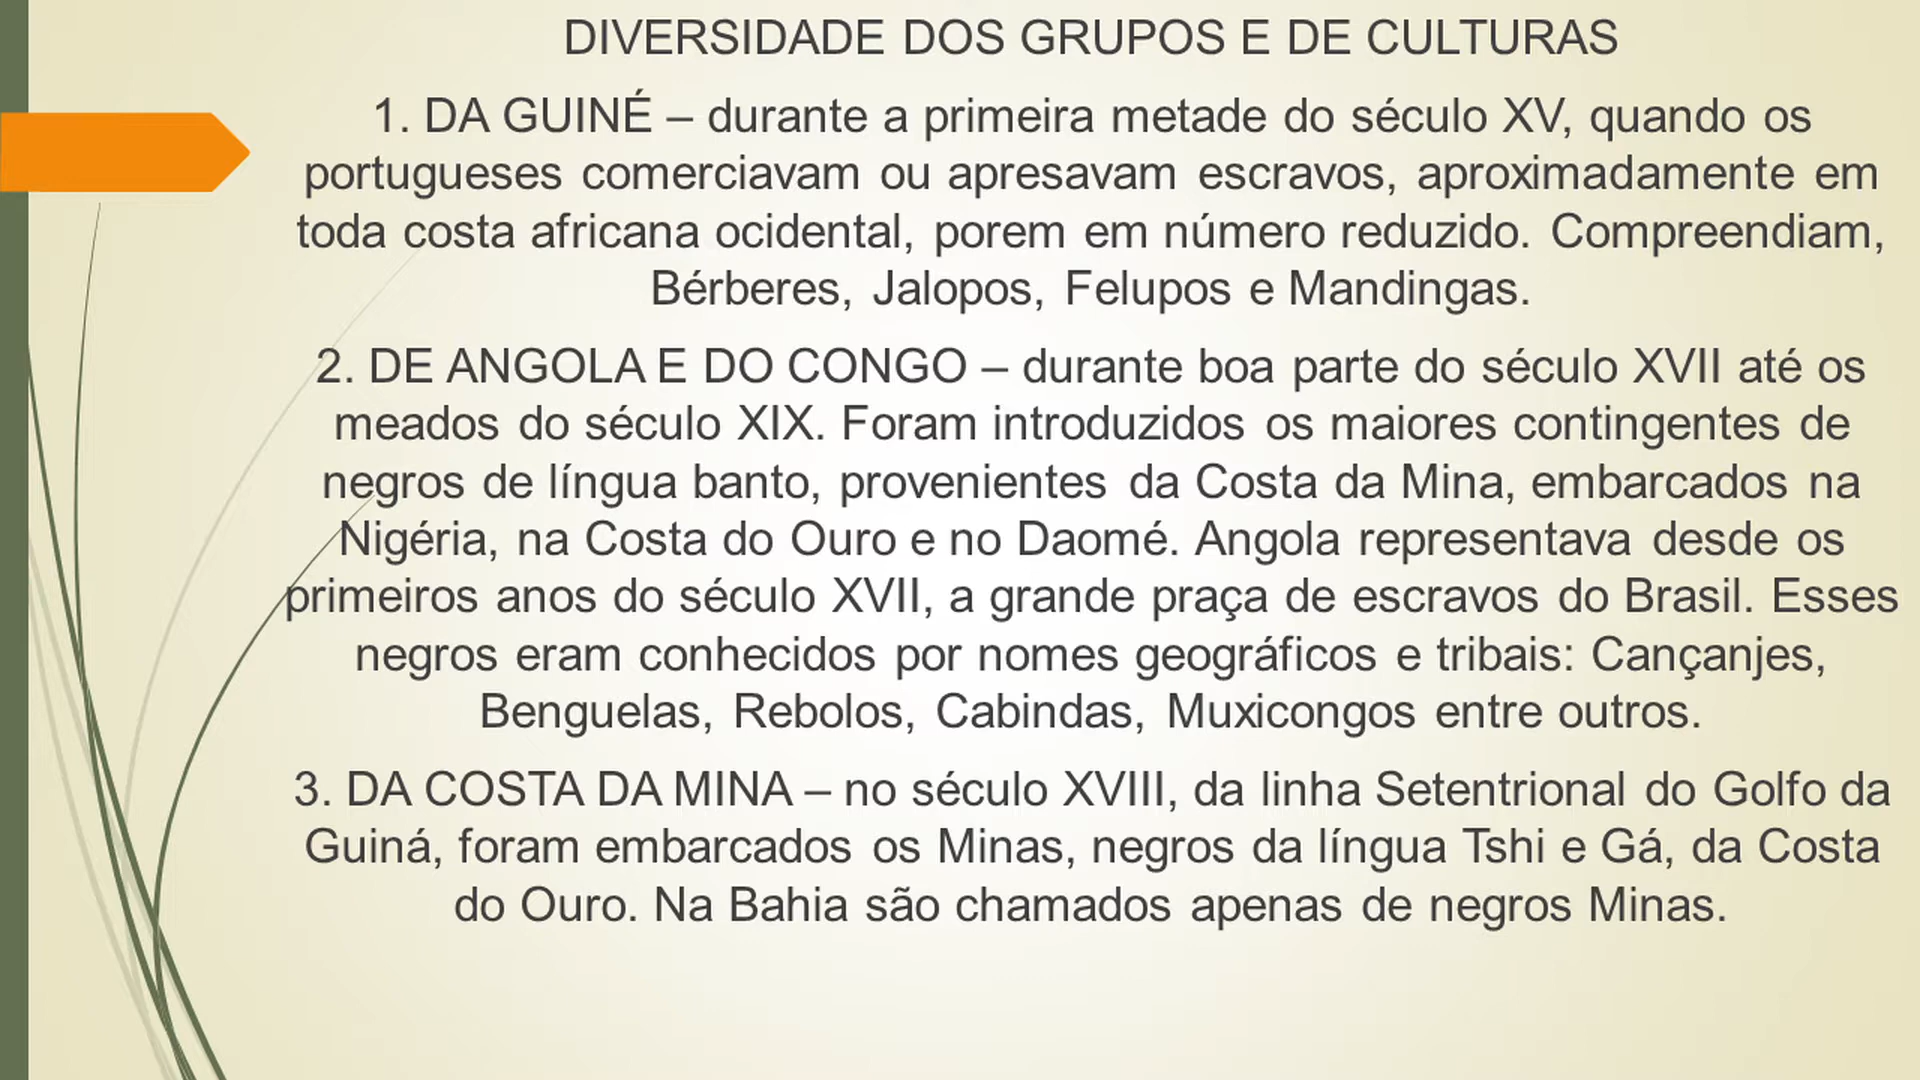 DIVERSIDADE DOS GRUPOS E DE CULTURAS
1. DA GUINÉ – durante a primeira metade do século XV, quando os
portugueses comerciavam ou apresavam escravos, aproximadamente em
toda costa africana ocidental, porem em número reduzido. Compreendiam,
Bérberes, Jalopos, Felupos e Mandingas.
2. DE ANGOLA E DO CONGO – durante boa parte do século XVII até os
meados do século XIX. Foram introduzidos os maiores contingentes de
negros de língua banto, provenientes da Costa da Mina, embarcados na
Nigéria, na Costa do Ouro e no Daomé. Angola representava desde os
primeiros anos do século XVII, a grande praça de escravos do Brasil. Esses
negros eram conhecidos por nomes geográficos e tribais: Cançanjes,
Benguelas, Rebolos, Cabindas, Muxicongos entre outros.
3. DA COSTA DA MINA – no século XVIII, da linha Setentrional do Golfo da
Guiná, foram embarcados os Minas, negros da língua Tshi e Gá, da Costa
do Ouro. Na Bahia são chamados apenas de negros Minas.